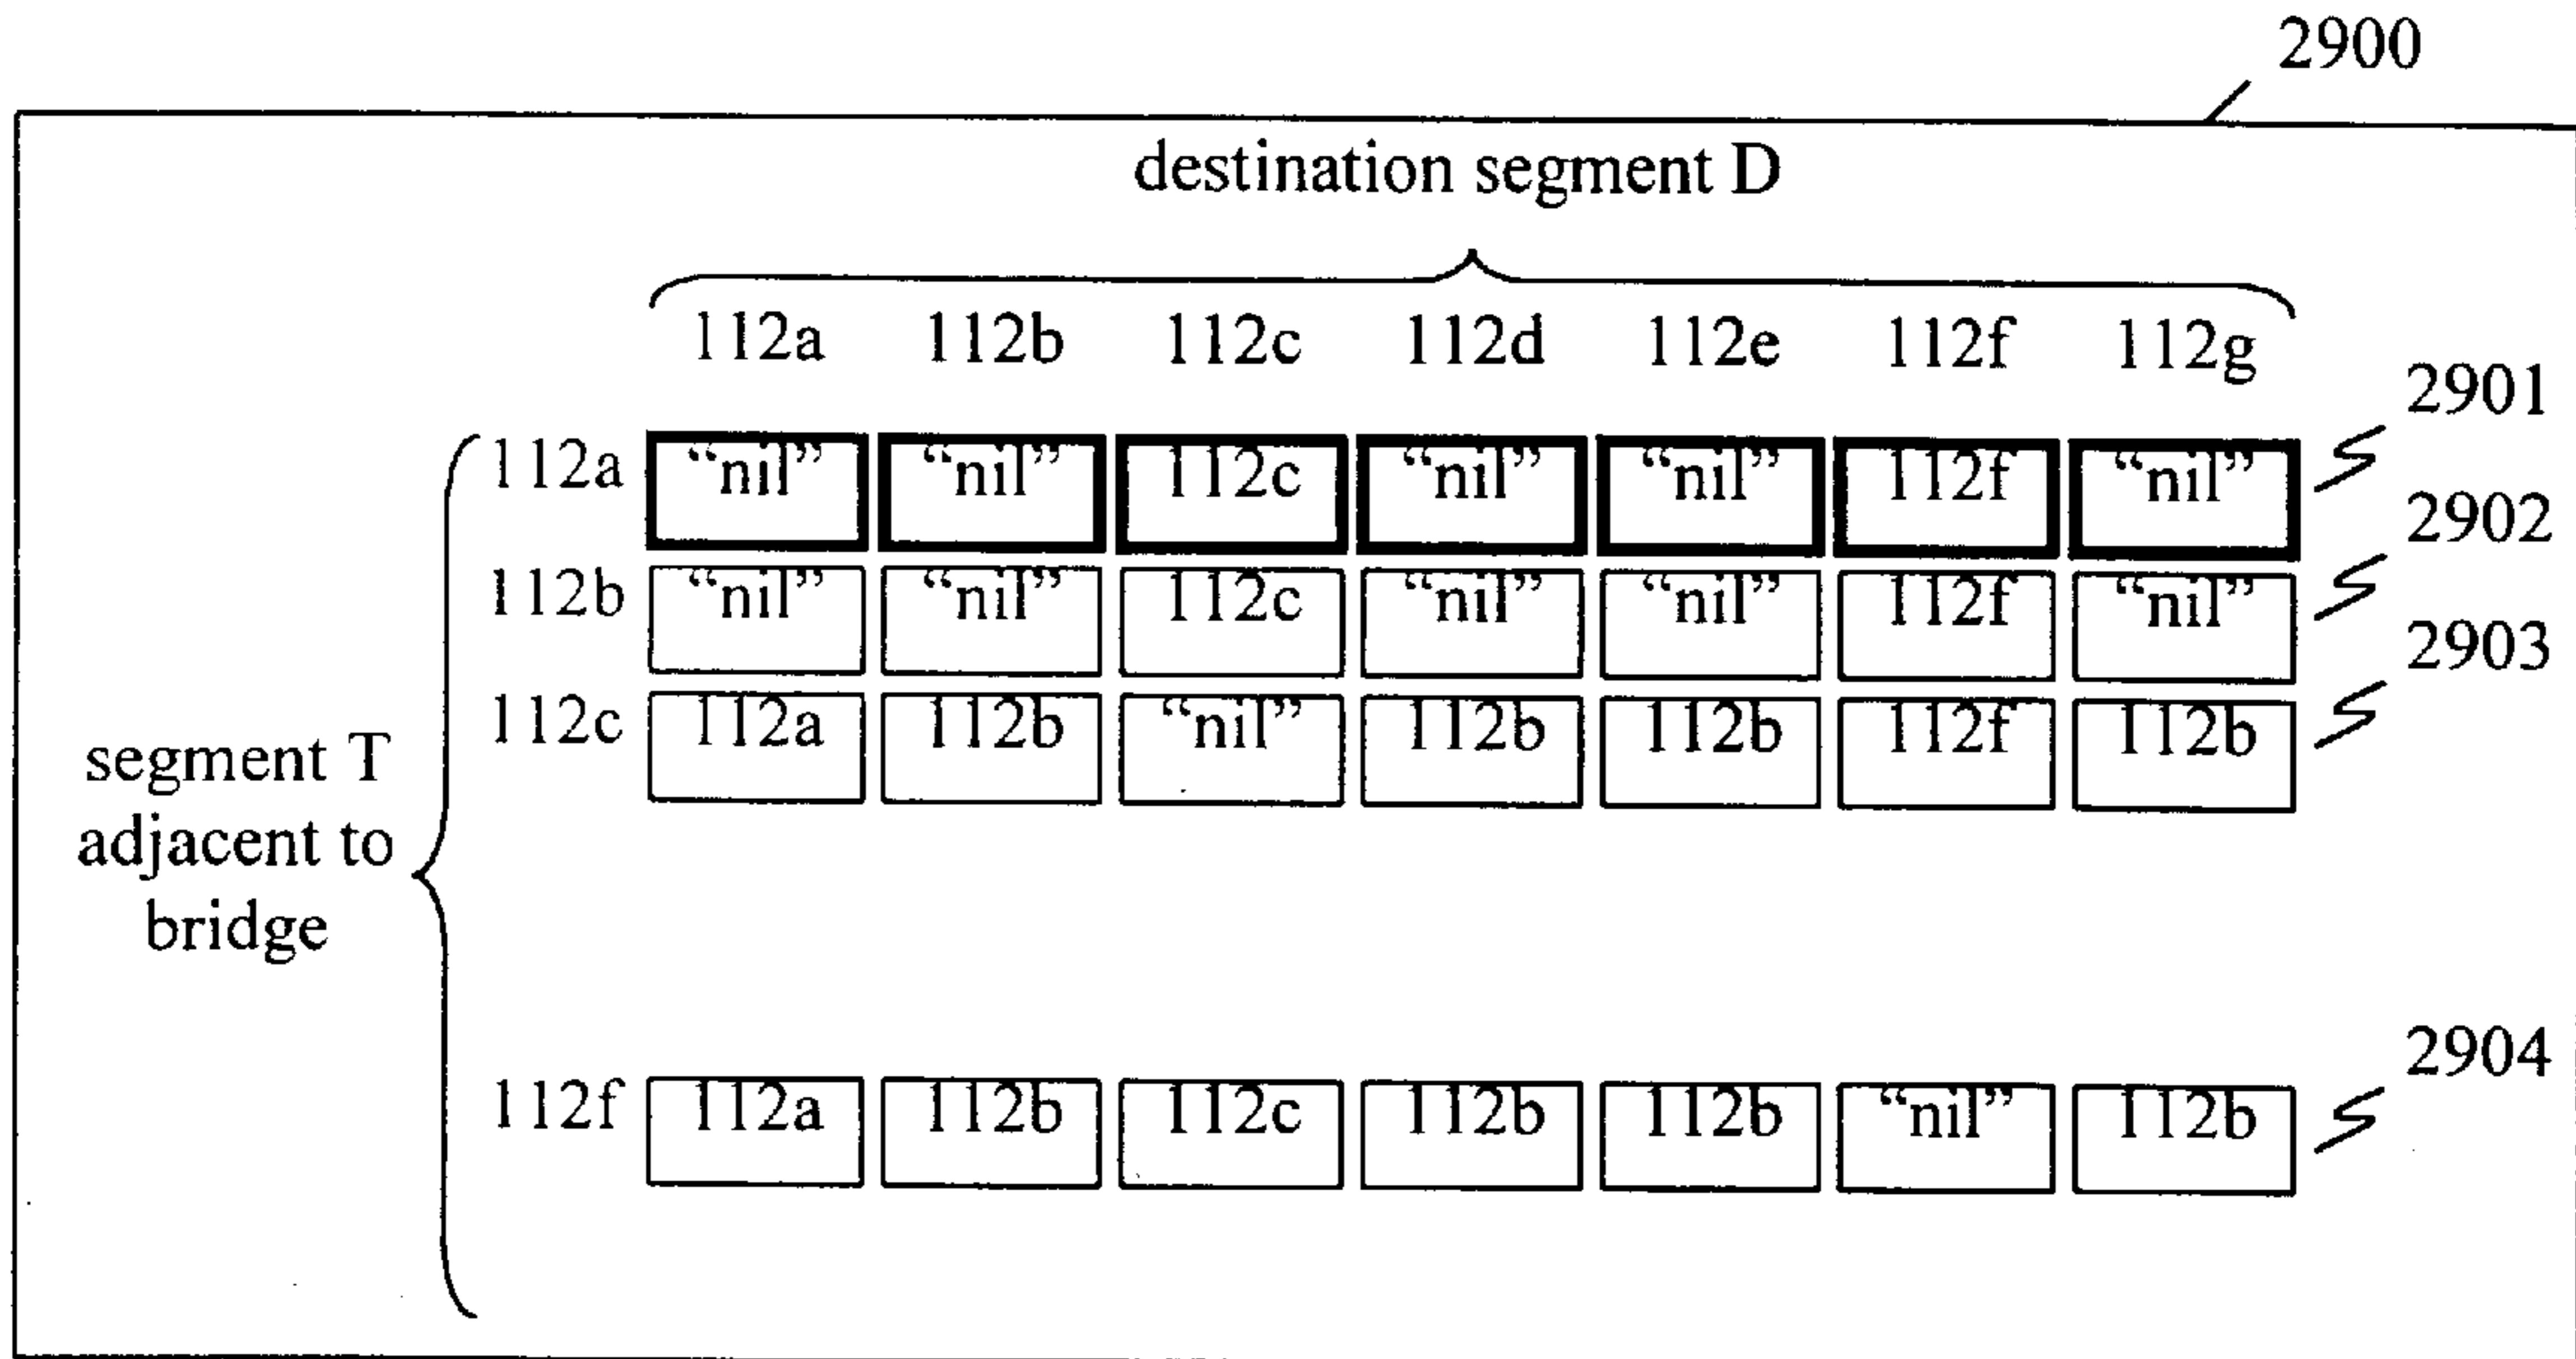 2900
destination segment D
112a 112b 112c 112d 112e 112f 112g
2901
112a "nil" "nil" 112c "nil" "nil" 112f "nil"
2902
112b "nil" "nil" 112c "nil" "nil" 112f "nil"
2903
112c 112a 112b "nil" 112b 112b 112f 112b
segment T
adjacent to
bridge
2904
112f 112a 112b 112c 112b 112b "nil" 112b